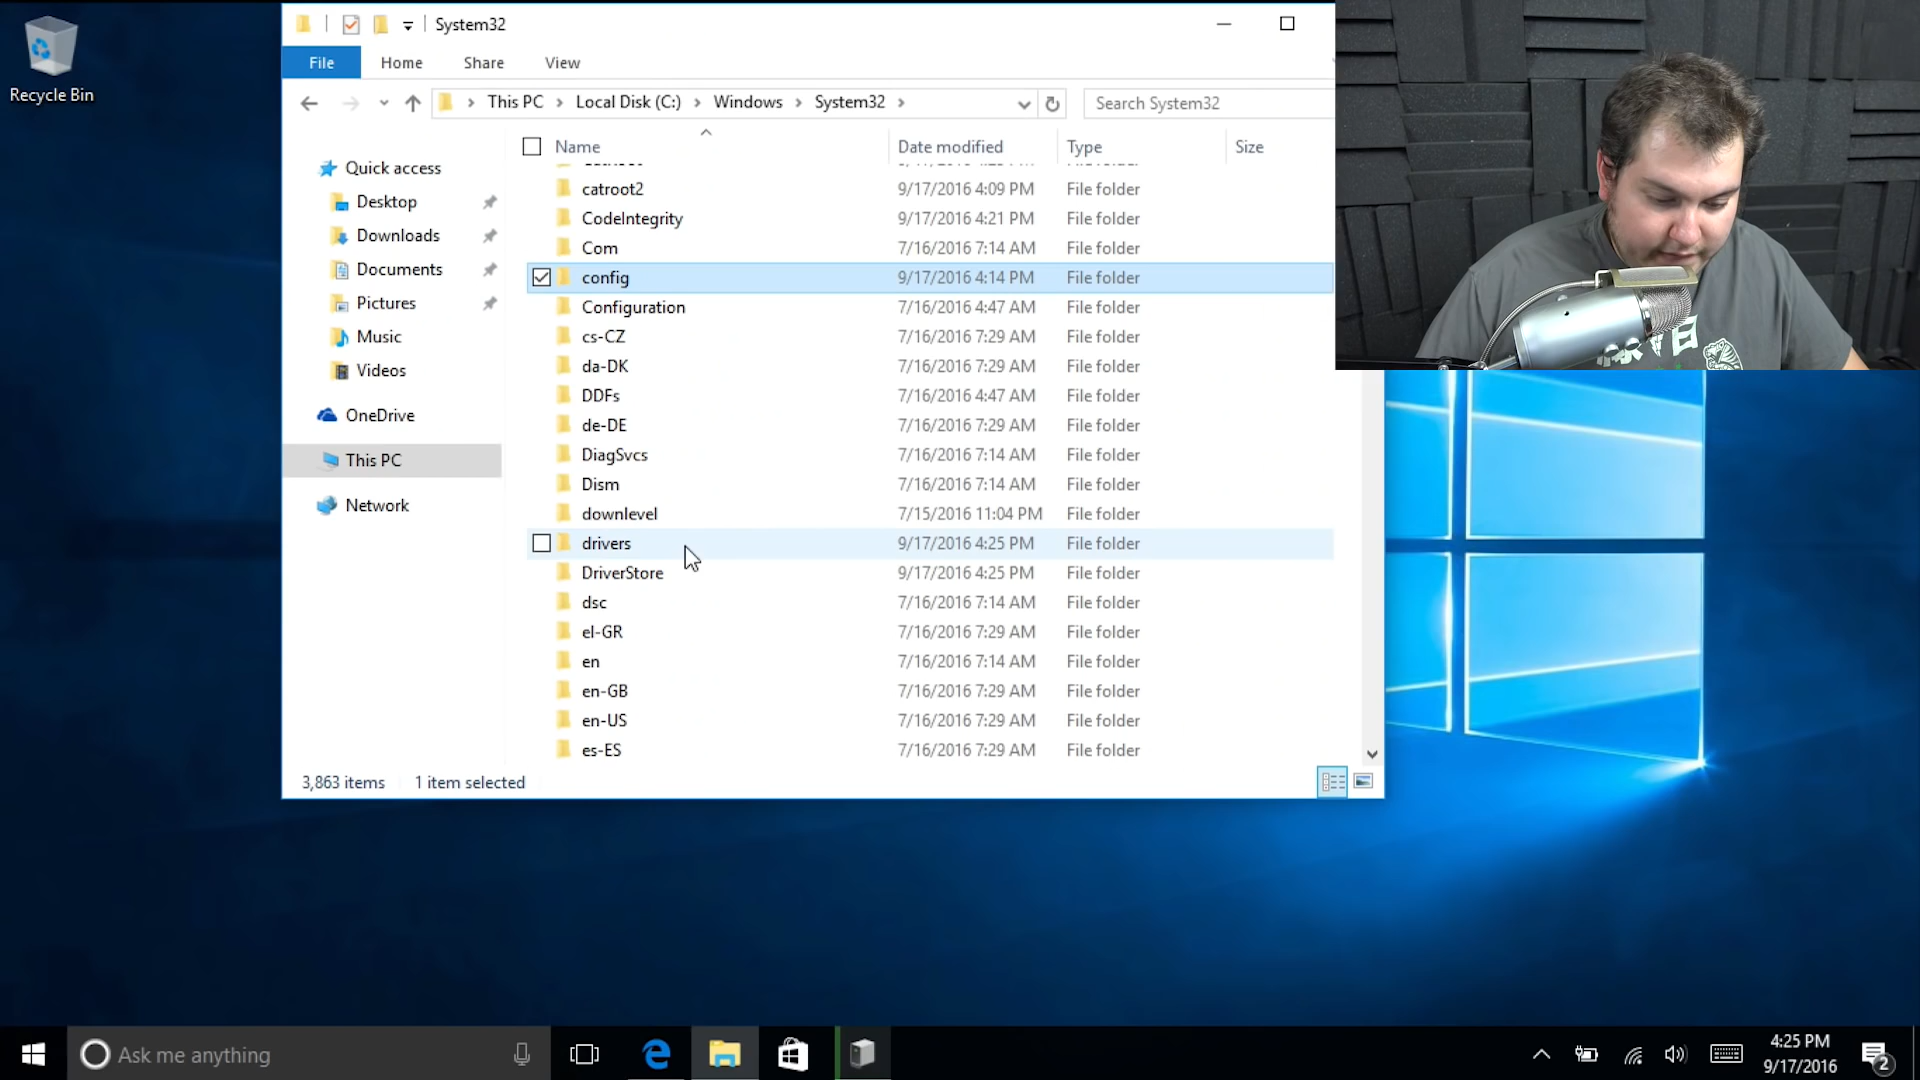 Recycle Bin
System32
File Home Share View
This PC Local Disk (C:) Windows System32
Search System32
Name Date modified Type Size
Quick access
Desktop
Downloads
Documents
Pictures
Music
Videos
OneDrive
This PC
Network
catroot2 9/17/2016 4:09 PM File folder
CodeIntegrity 9/17/2016 4:21 PM File folder
Com 7/16/2016 7:14 AM File folder
config 9/17/2016 4:14 PM File folder
Configuration 7/16/2016 4:47 AM File folder
cs-CZ 7/16/2016 7:29 AM File folder
da-DK 7/16/2016 7:29 AM File folder
DDFs 7/16/2016 4:47 AM File folder
de-DE 7/16/2016 7:29 AM File folder
DiagSvcs 7/16/2016 7:14 AM File folder
Dism 7/16/2016 7:14 AM File folder
downlevel 7/15/2016 11:04 PM File folder
drivers 9/17/2016 4:25 PM File folder
DriverStore 9/17/2016 4:25 PM File folder
dsc 7/16/2016 7:14 AM File folder
el-GR 7/16/2016 7:29 AM File folder
en 7/16/2016 7:14 AM File folder
en-GB 7/16/2016 7:29 AM File folder
en-US 7/16/2016 7:29 AM File folder
es-ES 7/16/2016 7:29 AM File folder
3,863 items 1 item selected
Ask me anything
4:25 PM
9/17/2016
2